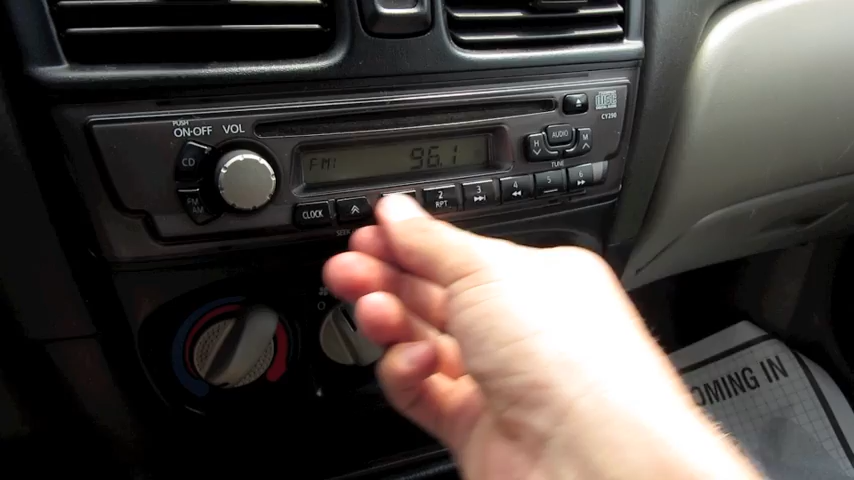 PUSH
ON·OFF VOL
CD
FM
AM
FM1 96.1
AUDIO
H M
TUNE
CY290
CLOCK
SEEK
2 3 4 5 6
RPT
OMING IN